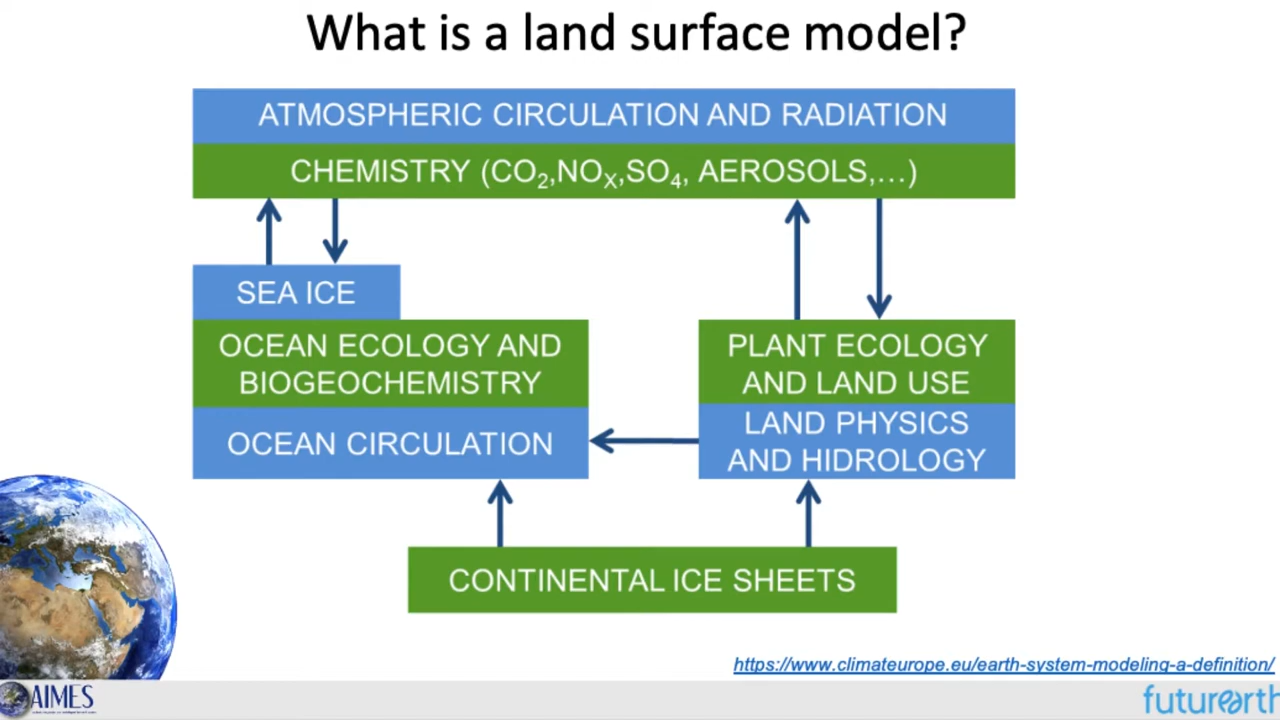 What is a land surface model?
ATMOSPHERIC CIRCULATION AND RADIATION
CHEMISTRY (CO₂,NOₓ,SO₄, AEROSOLS,…)
SEA ICE
OCEAN ECOLOGY AND
BIOGEOCHEMISTRY
OCEAN CIRCULATION
PLANT ECOLOGY
AND LAND USE
LAND PHYSICS
AND HIDROLOGY
CONTINENTAL ICE SHEETS
https://www.climateurope.eu/earth-system-modeling-a-definition/
AIMES
futurearth